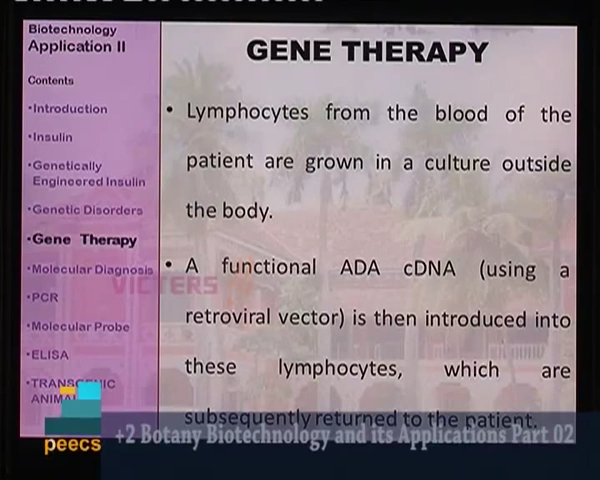 Biotechnology
Application II
Contents
•Introduction
•Insulin
•Genetically
Engineered Insulin
•Genetic Disorders
•Gene Therapy
•Molecular Diagnosis
•PCR
•Molecular Probe
•ELISA
•TRANSGENIC
ANIMAL
GENE THERAPY
• Lymphocytes from the blood of the
patient are grown in a culture outside
the body.
• A functional ADA cDNA (using a
retroviral vector) is then introduced into
these lymphocytes, which are
subsequently returned to the patient.
VICTERS
peecs
+2 Botany Biotechnology and its Applications Part 02